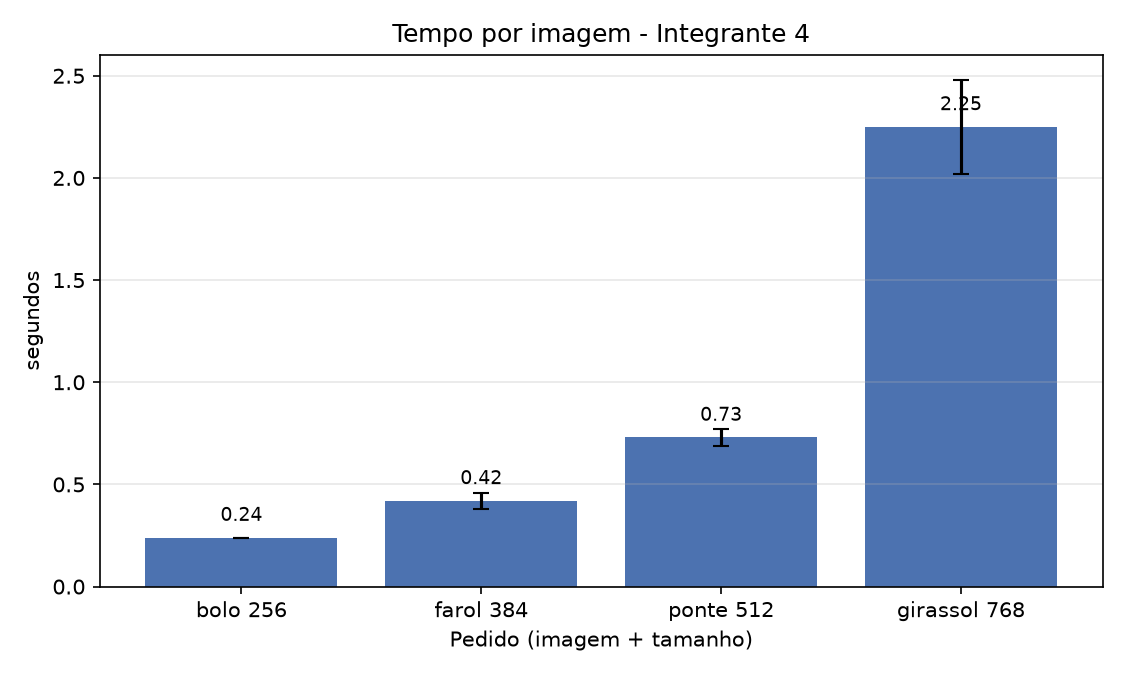 Tempo por imagem - Integrante 4
2.5
2.0
1.5
1.0
0.5
0.0
segundos
0.24
0.42
0.73
2.25
bolo 256
farol 384
ponte 512
girassol 768
Pedido (imagem + tamanho)